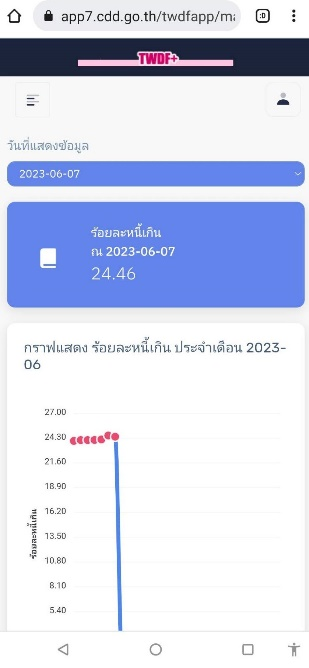 app7.cdd.go.th/twdfapp/ma
:D
TWDF+
วันที่แสดงข้อมูล
2023-06-07
ร้อยละหนี้เกิน
ณ 2023-06-07
24.46
กราฟแสดง ร้อยละหนี้เกิน ประจำเดือน 2023-
06
27.00
24.30
21.60
18.90
16.20
13.50
10.80
8.10
5.40
ร้อยละหนี้เกิน